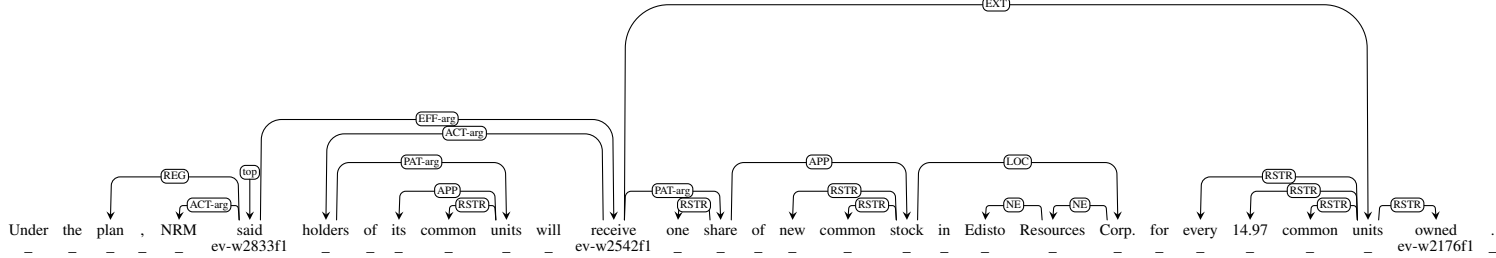 EXT
EFF-arg
ACT-arg
PAT-arg APP LOC
REG top RSTR
APP PAT-arg RSTR RSTR
ACT-arg RSTR RSTR RSTR NE NE RSTR RSTR
Under the plan , NRM said holders of its common units will receive one share of new common stock in Edisto Resources Corp. for every 14.97 common units owned .
_ _ _ _ _ ev-w2833f1 _ _ _ _ _ _ ev-w2542f1 _ _ _ _ _ _ _ _ _ _ _ _ _ _ _ ev-w2176f1 _